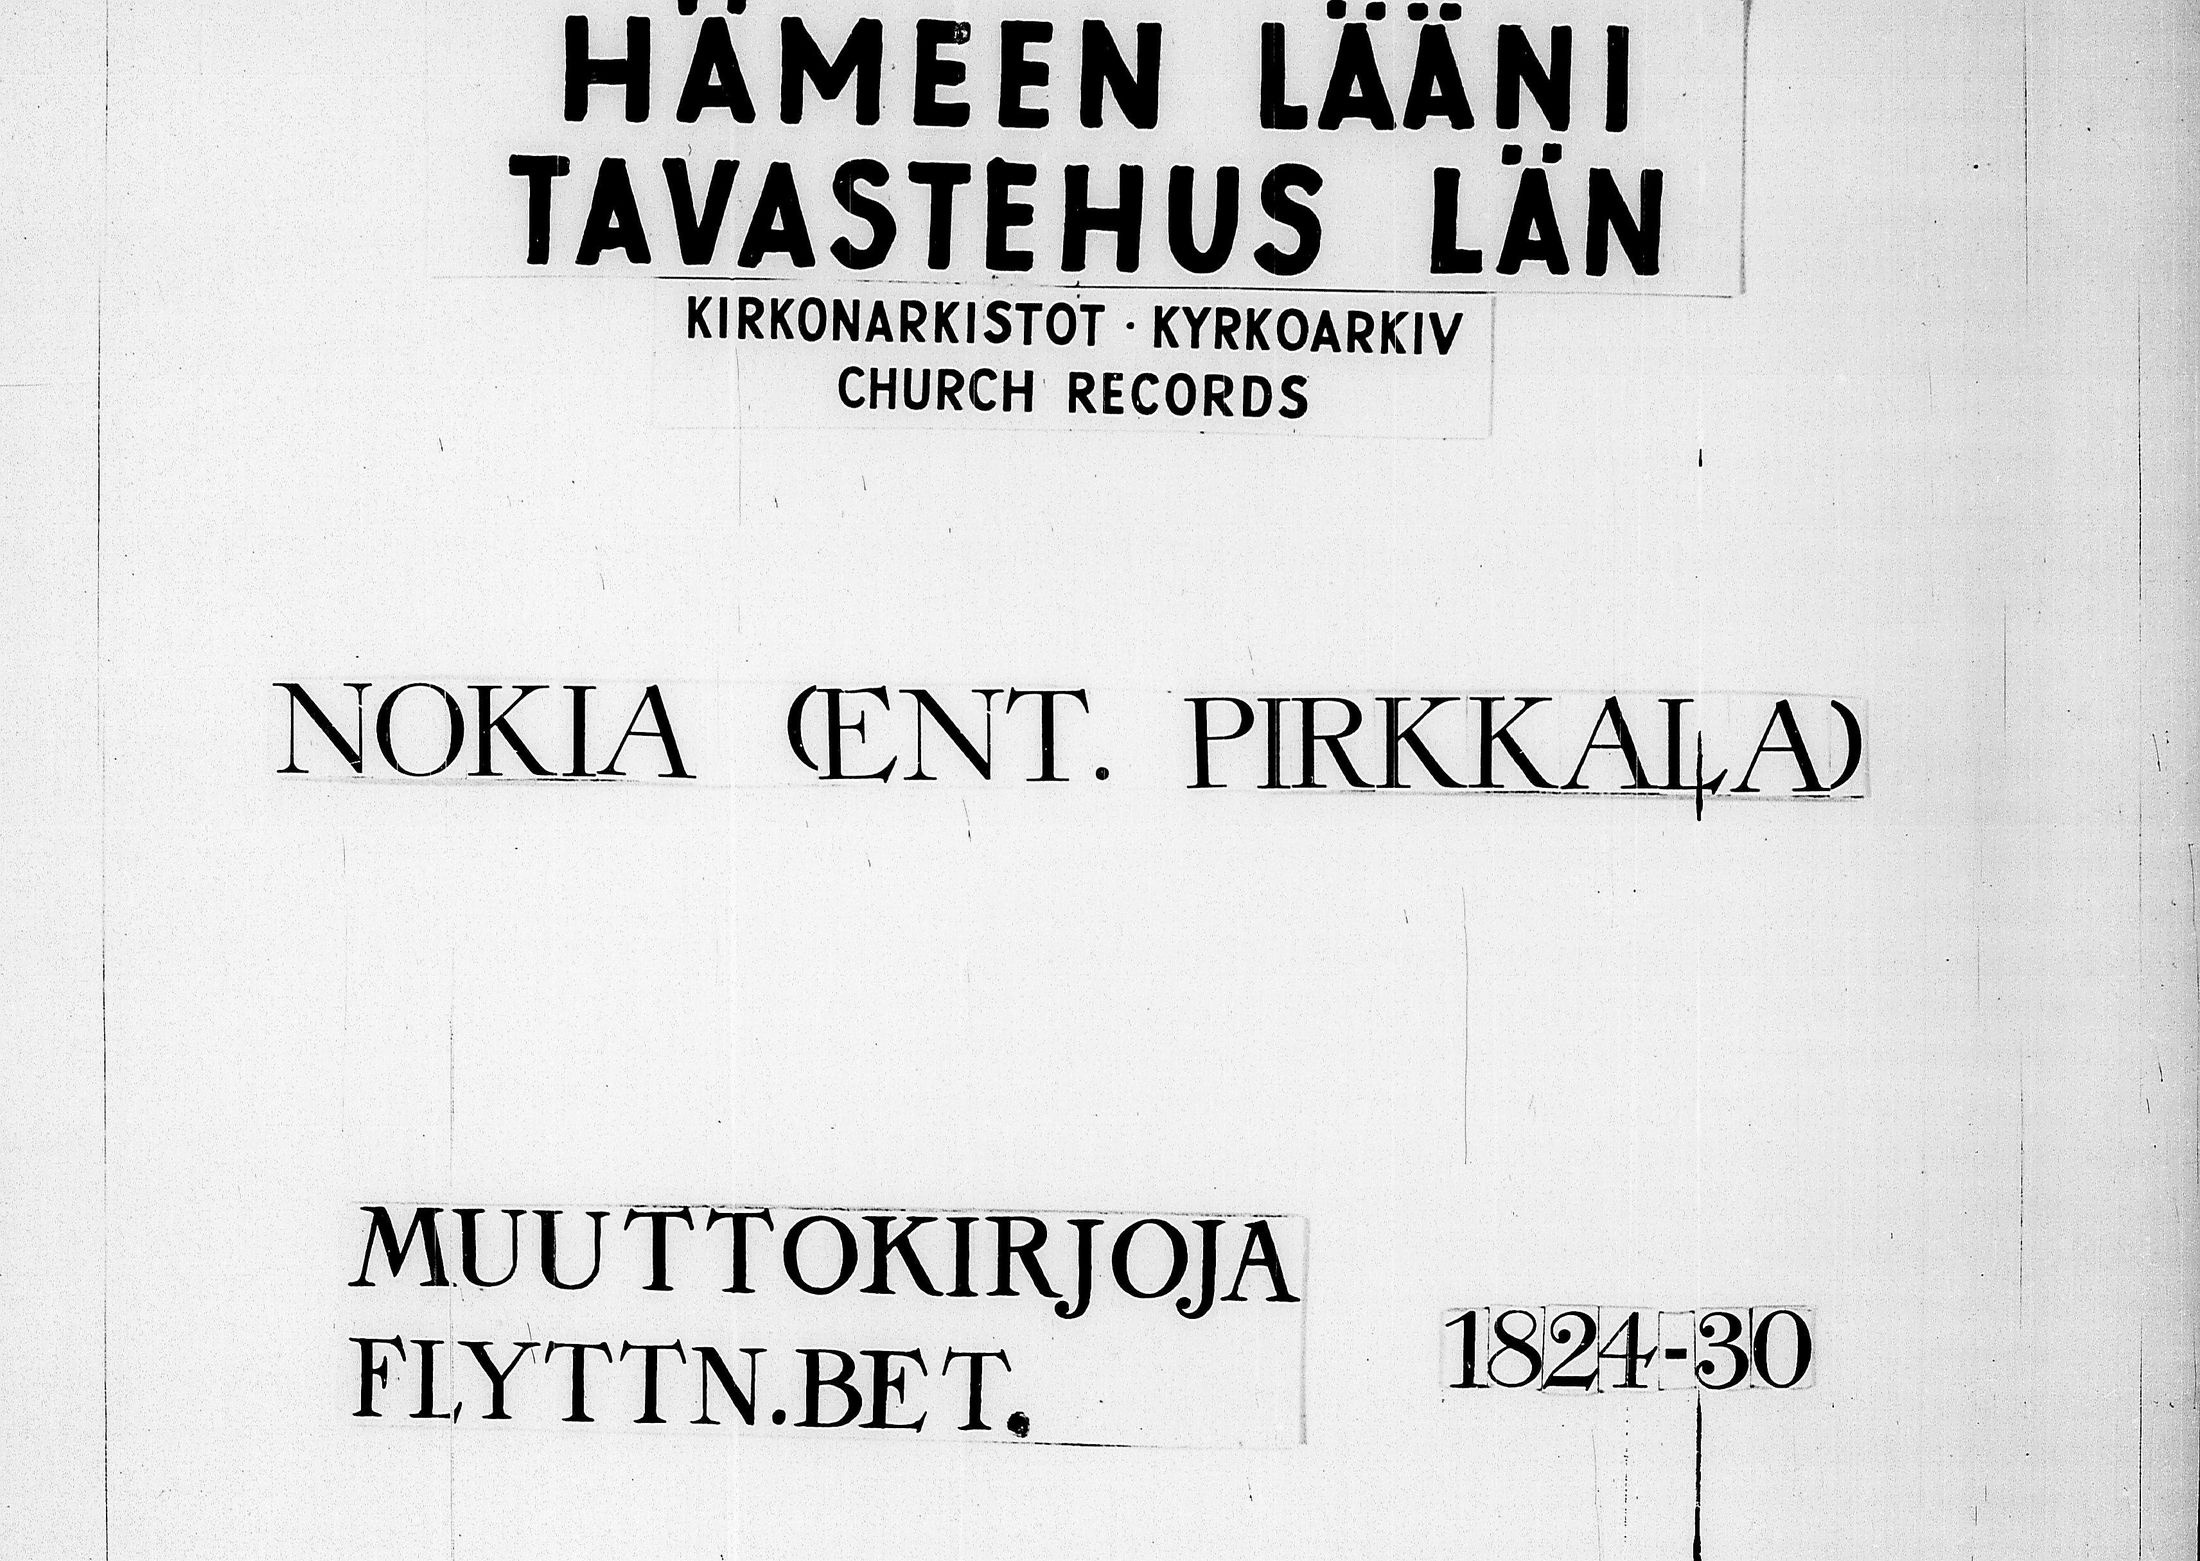 HÄMEEN LÄÄNI
TAVASTEHUS LÄN
KIRKONARKISTOT · KYRKOARKIV
CHURCH RECORDS
NOKIA (ENT. PIRKKALA)
MUUTTOKIRJOJA
FLYTTN.BET.
1824-30